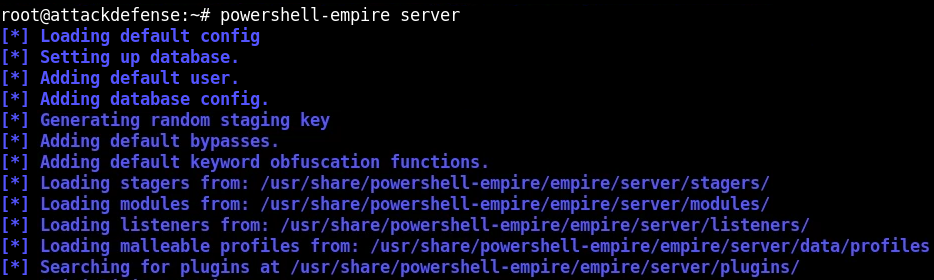 root@attackdefense:~# powershell-empire server
[*] Loading default config
[*] Setting up database.
[*] Adding default user.
[*] Adding database config.
[*] Generating random staging key
[*] Adding default bypasses.
[*] Adding default keyword obfuscation functions.
[*] Loading stagers from: /usr/share/powershell-empire/empire/server/stagers/
[*] Loading modules from: /usr/share/powershell-empire/empire/server/modules/
[*] Loading listeners from: /usr/share/powershell-empire/empire/server/listeners/
[*] Loading malleable profiles from: /usr/share/powershell-empire/empire/server/data/profiles
[*] Searching for plugins at /usr/share/powershell-empire/empire/server/plugins/